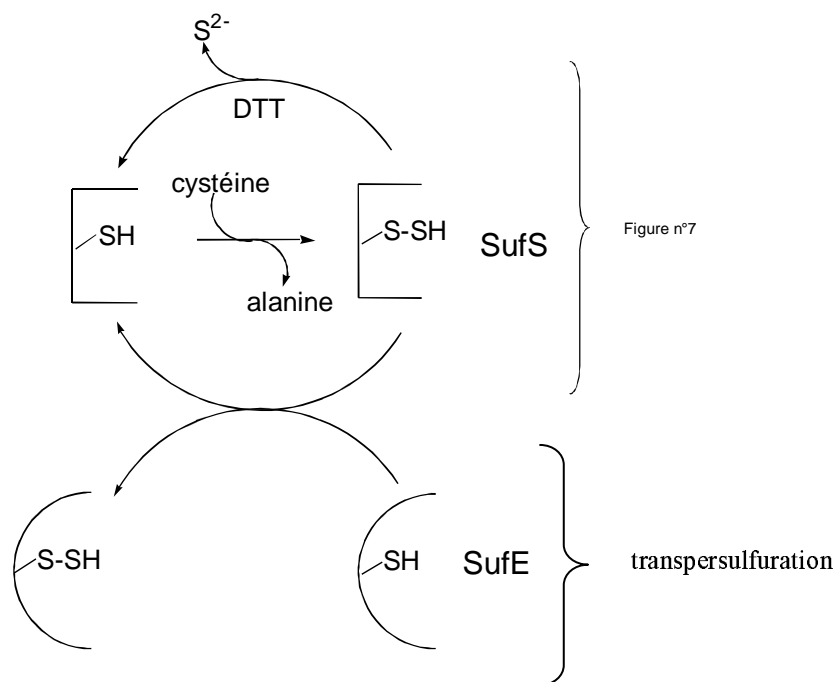 S2-
DTT
cystéine
SH
S-SH
SufS
Figure n°7
alanine
S-SH
SH
SufE
transpersulfuration